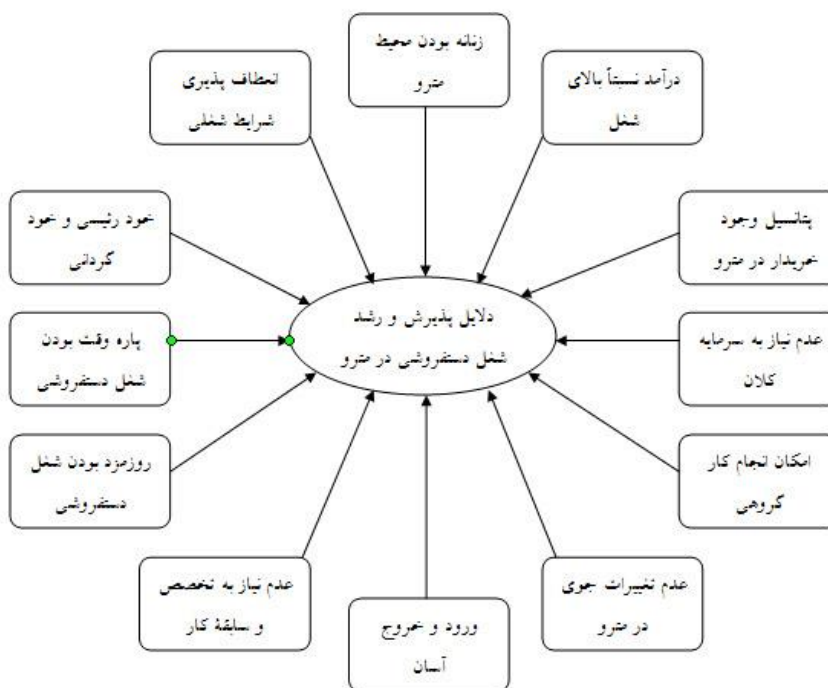 زنانه بودن محیط
مترو
درآمد نسبتاً بالای
شغل
انعطاف پذیری
شرایط شغلی
پتانسیل وجود
خریدار در مترو
خود رئیسی و خود
گردانی
دلایل پذیرش و رشد
شغل دستفروشی در مترو
عدم نیاز به سرمایه
کلان
پاره وقت بودن
شغل دستفروشی
امکان انجام کار
گروهی
روزمزد بودن شغل
دستفروشی
عدم تغییرات جوی
در مترو
ورود و خروج
آسان
عدم نیاز به تخصص
و سابقۀ کار